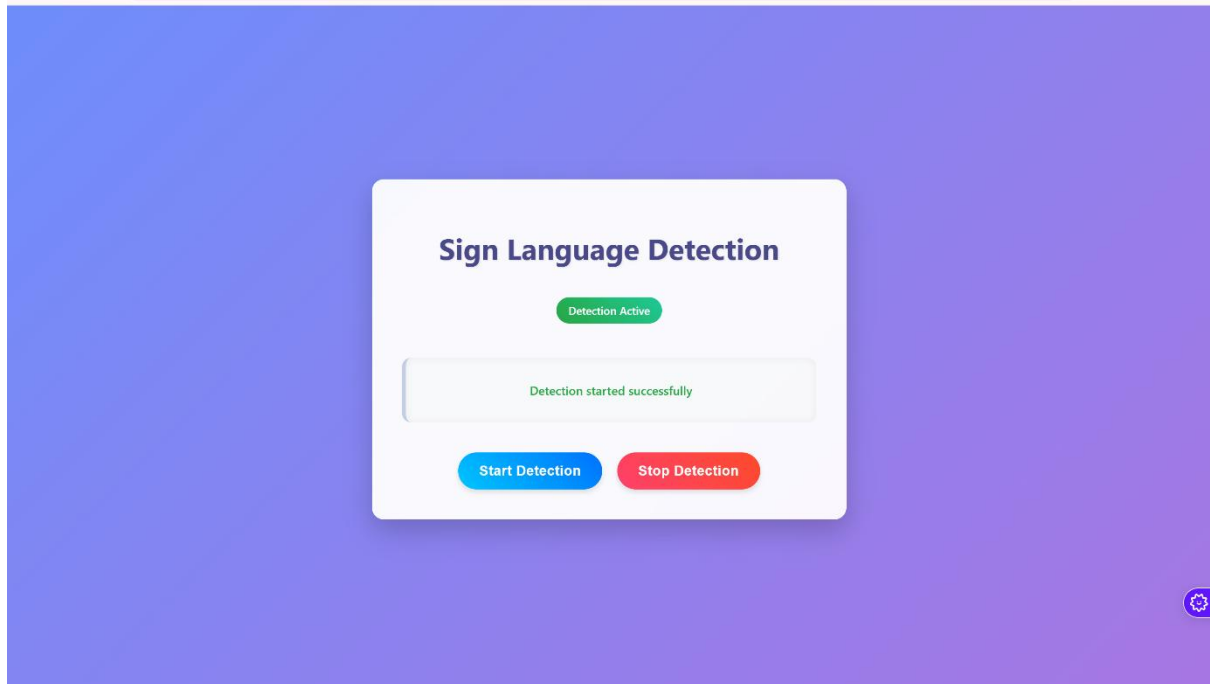 Sign Language Detection
Detection Active
Detection started successfully
Start Detection
Stop Detection